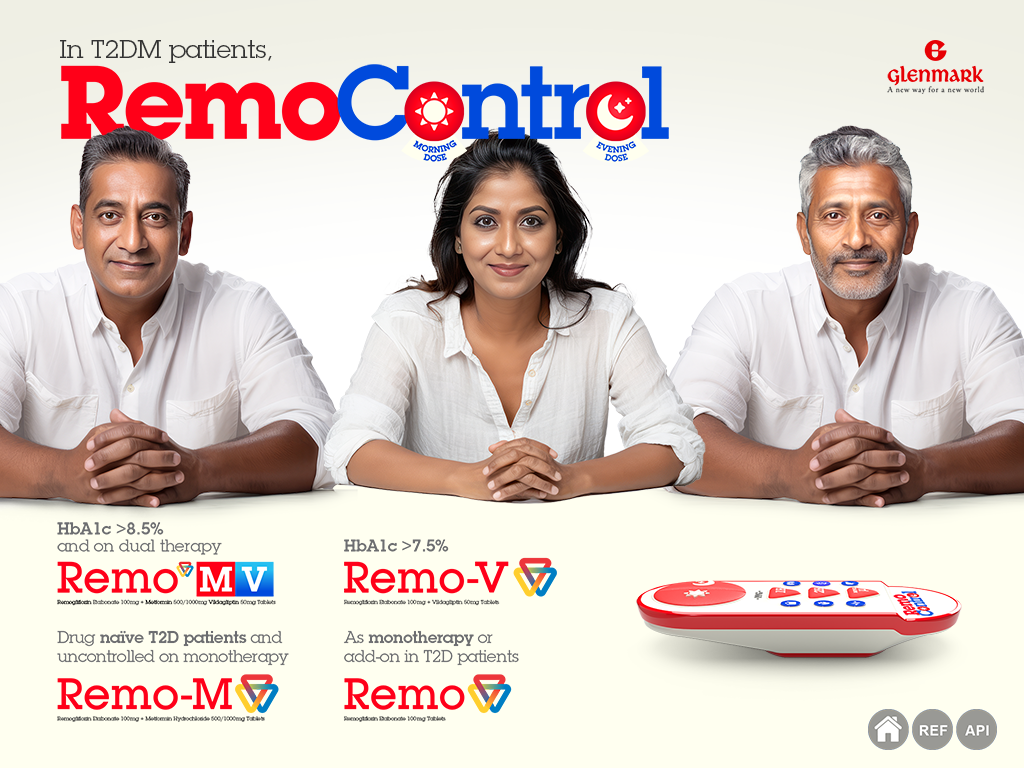 In T2DM patients,
RemoControl
MORNING
DOSE
EVENING
DOSE
Glenmark
A new way for a new world
HbA1c >8.5%
and on dual therapy
Remo MV
Remogliflozin Etabonate 100mg + Metformin 500/1000mg Vildagliptin 50mg Tablets
HbA1c >7.5%
Remo-V
Remogliflozin Etabonate 100mg + Vildagliptin 50mg Tablets
Drug naïve T2D patients and
uncontrolled on monotherapy
Remo-M
Remogliflozin Etabonate 100mg + Metformin Hydrochloride 500/1000mg Tablets
As monotherapy or
add-on in T2D patients
Remo
Remogliflozin Etabonate 100mg Tablets
Remo
Control
REF
API